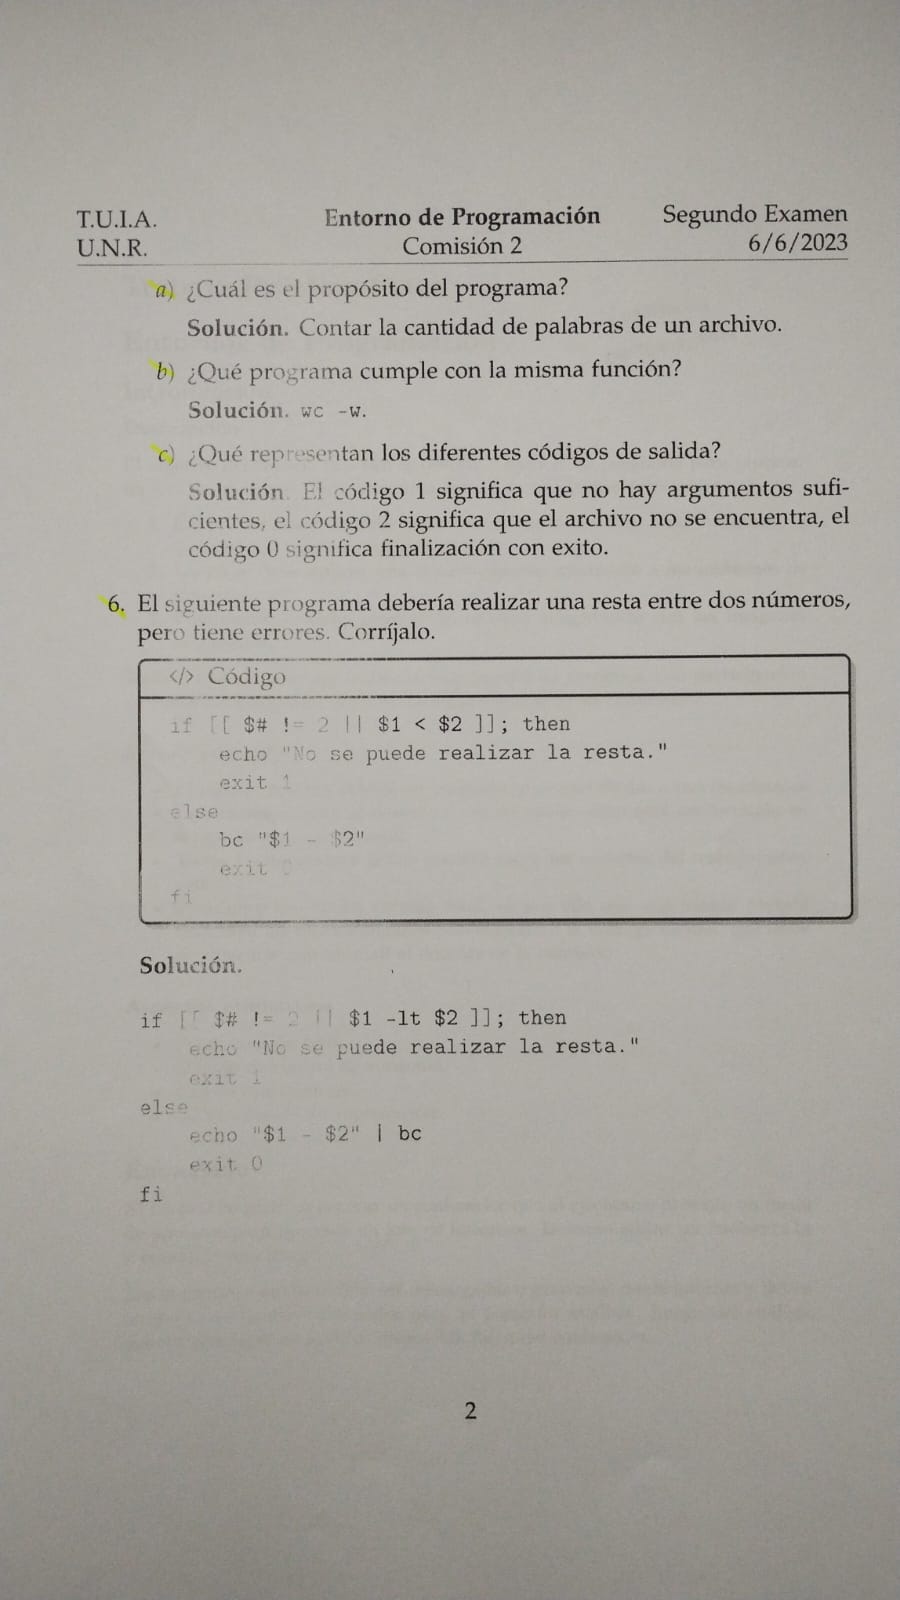 T.U.I.A. Entorno de Programación Segundo Examen
U.N.R. Comisión 2 6/6/2023
a) ¿Cuál es el propósito del programa?
Solución. Contar la cantidad de palabras de un archivo.
b) ¿Qué programa cumple con la misma función?
Solución. wc -w.
c) ¿Qué representan los diferentes códigos de salida?
Solución. El código 1 significa que no hay argumentos sufi-
cientes, el código 2 significa que el archivo no se encuentra, el
código 0 significa finalización con exito.
6. El siguiente programa debería realizar una resta entre dos números,
pero tiene errores. Corríjalo.
</> Código
if [[ $# != 2 || $1 < $2 ]]; then
echo "No se puede realizar la resta."
exit 1
else
bc "$1 - $2"
exit 0
fi
Solución.
if [[ $# != 2 || $1 -lt $2 ]]; then
echo "No se puede realizar la resta."
exit 1
else
echo "$1 - $2" | bc
exit 0
fi
2